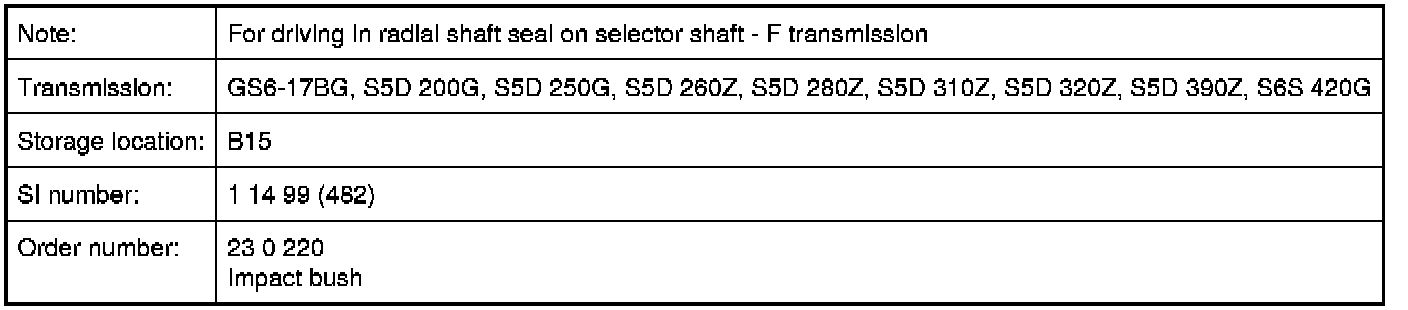 Note: For driving in radial shaft seal on selector shaft - F transmission
Transmission: GS6-17BG, S5D 200G, S5D 250G, S5D 260Z, S5D 280Z, S5D 310Z, S5D 320Z, S5D 390Z, S6S 420G
Storage location: B15
SI number: 1 14 99 (482)
Order number: 23 0 220
Impact bush